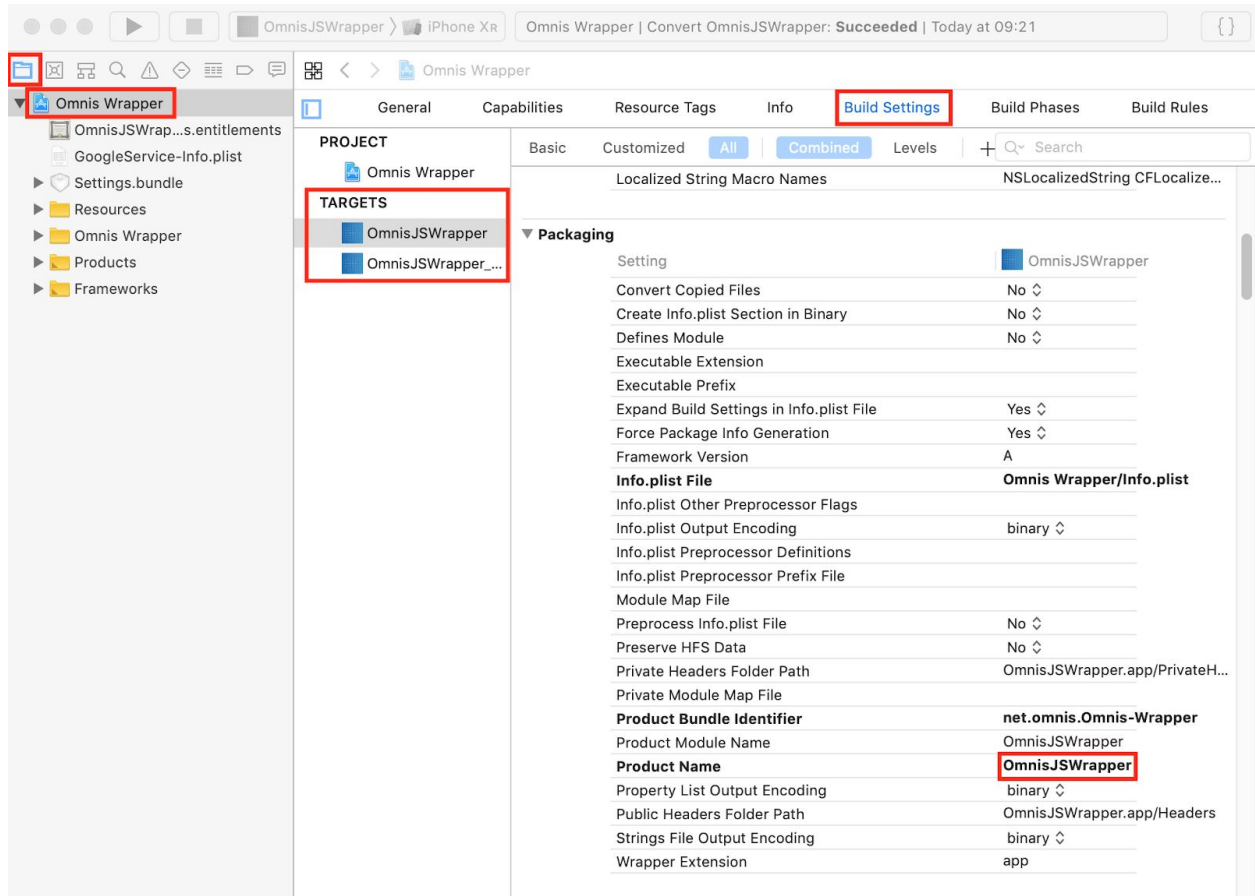 OmnisJSWrapper iPhone XR Omnis Wrapper | Convert OmnisJSWrapper: Succeeded | Today at 09:21 {}
Omnis Wrapper
Omnis Wrapper
OmnisJSWrap...s.entitlements
GoogleService-Info.plist
Settings.bundle
Resources
Omnis Wrapper
Products
Frameworks
General Capabilities Resource Tags Info Build Settings Build Phases Build Rules
PROJECT
Omnis Wrapper
TARGETS
OmnisJSWrapper
OmnisJSWrapper_...
Basic Customized All Combined Levels + Search
Localized String Macro Names NSLocalizedString CFLocalize...
Packaging
Setting OmnisJSWrapper
Convert Copied Files No
Create Info.plist Section in Binary No
Defines Module No
Executable Extension
Executable Prefix
Expand Build Settings in Info.plist File Yes
Force Package Info Generation Yes
Framework Version A
Info.plist File Omnis Wrapper/Info.plist
Info.plist Other Preprocessor Flags
Info.plist Output Encoding binary
Info.plist Preprocessor Definitions
Info.plist Preprocessor Prefix File
Module Map File
Preprocess Info.plist File No
Preserve HFS Data No
Private Headers Folder Path OmnisJSWrapper.app/PrivateH...
Private Module Map File
Product Bundle Identifier net.omnis.Omnis-Wrapper
Product Module Name OmnisJSWrapper
Product Name OmnisJSWrapper
Property List Output Encoding binary
Public Headers Folder Path OmnisJSWrapper.app/Headers
Strings File Output Encoding binary
Wrapper Extension app